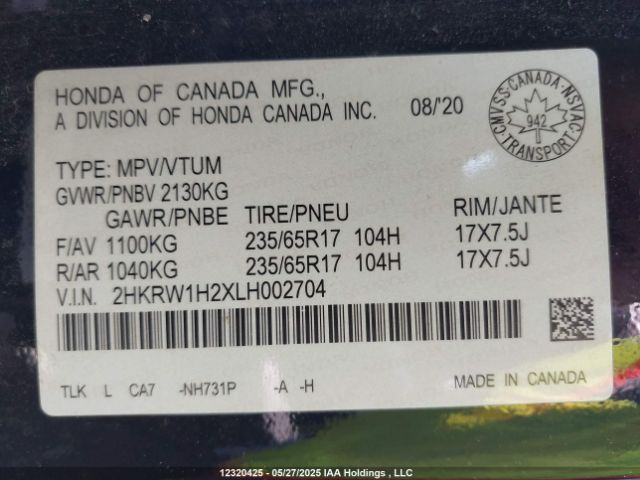 HONDA OF CANADA MFG.,
A DIVISION OF HONDA CANADA INC. 08/'20
CMVSS·CANADA·NSVAC·TRANSPORT·
942
TYPE: MPV/VTUM
GVWR/PNBV 2130KG
GAWR/PNBE TIRE/PNEU RIM/JANTE
F/AV 1100KG 235/65R17 104H 17X7.5J
R/AR 1040KG 235/65R17 104H 17X7.5J
V.I.N. 2HKRW1H2XLH002704
TLK L CA7 -NH731P -A -H MADE IN CANADA
12320425 - 05/27/2025 IAA Holdings , LLC